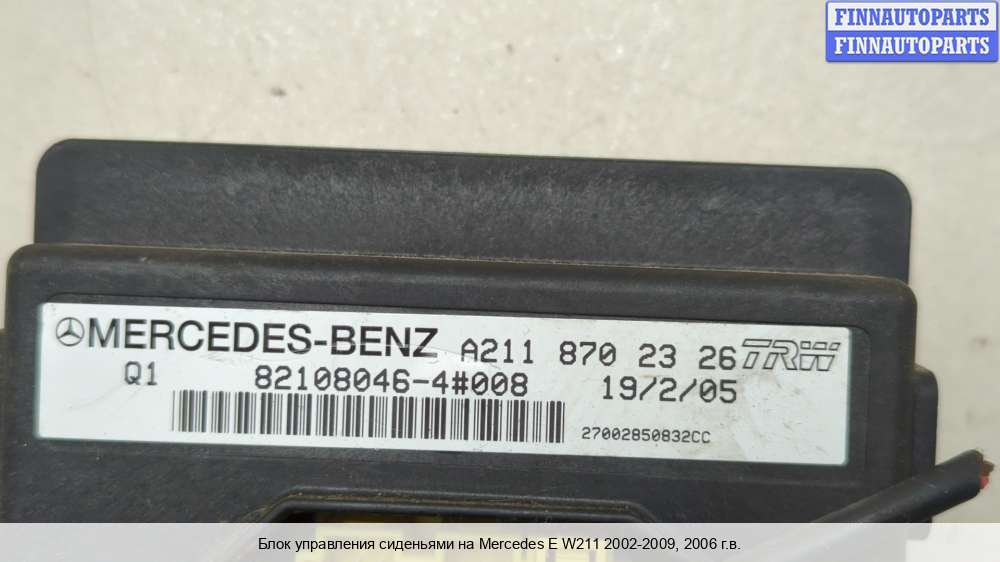 FINNAUTOPARTS
FINNAUTOPARTS
MERCEDES-BENZ A211 870 23 26 TRW
Q1 82108046-4#008 19/2/05
27002850832CC
Блок управления сиденьями на Mercedes E W211 2002-2009, 2006 г.в.